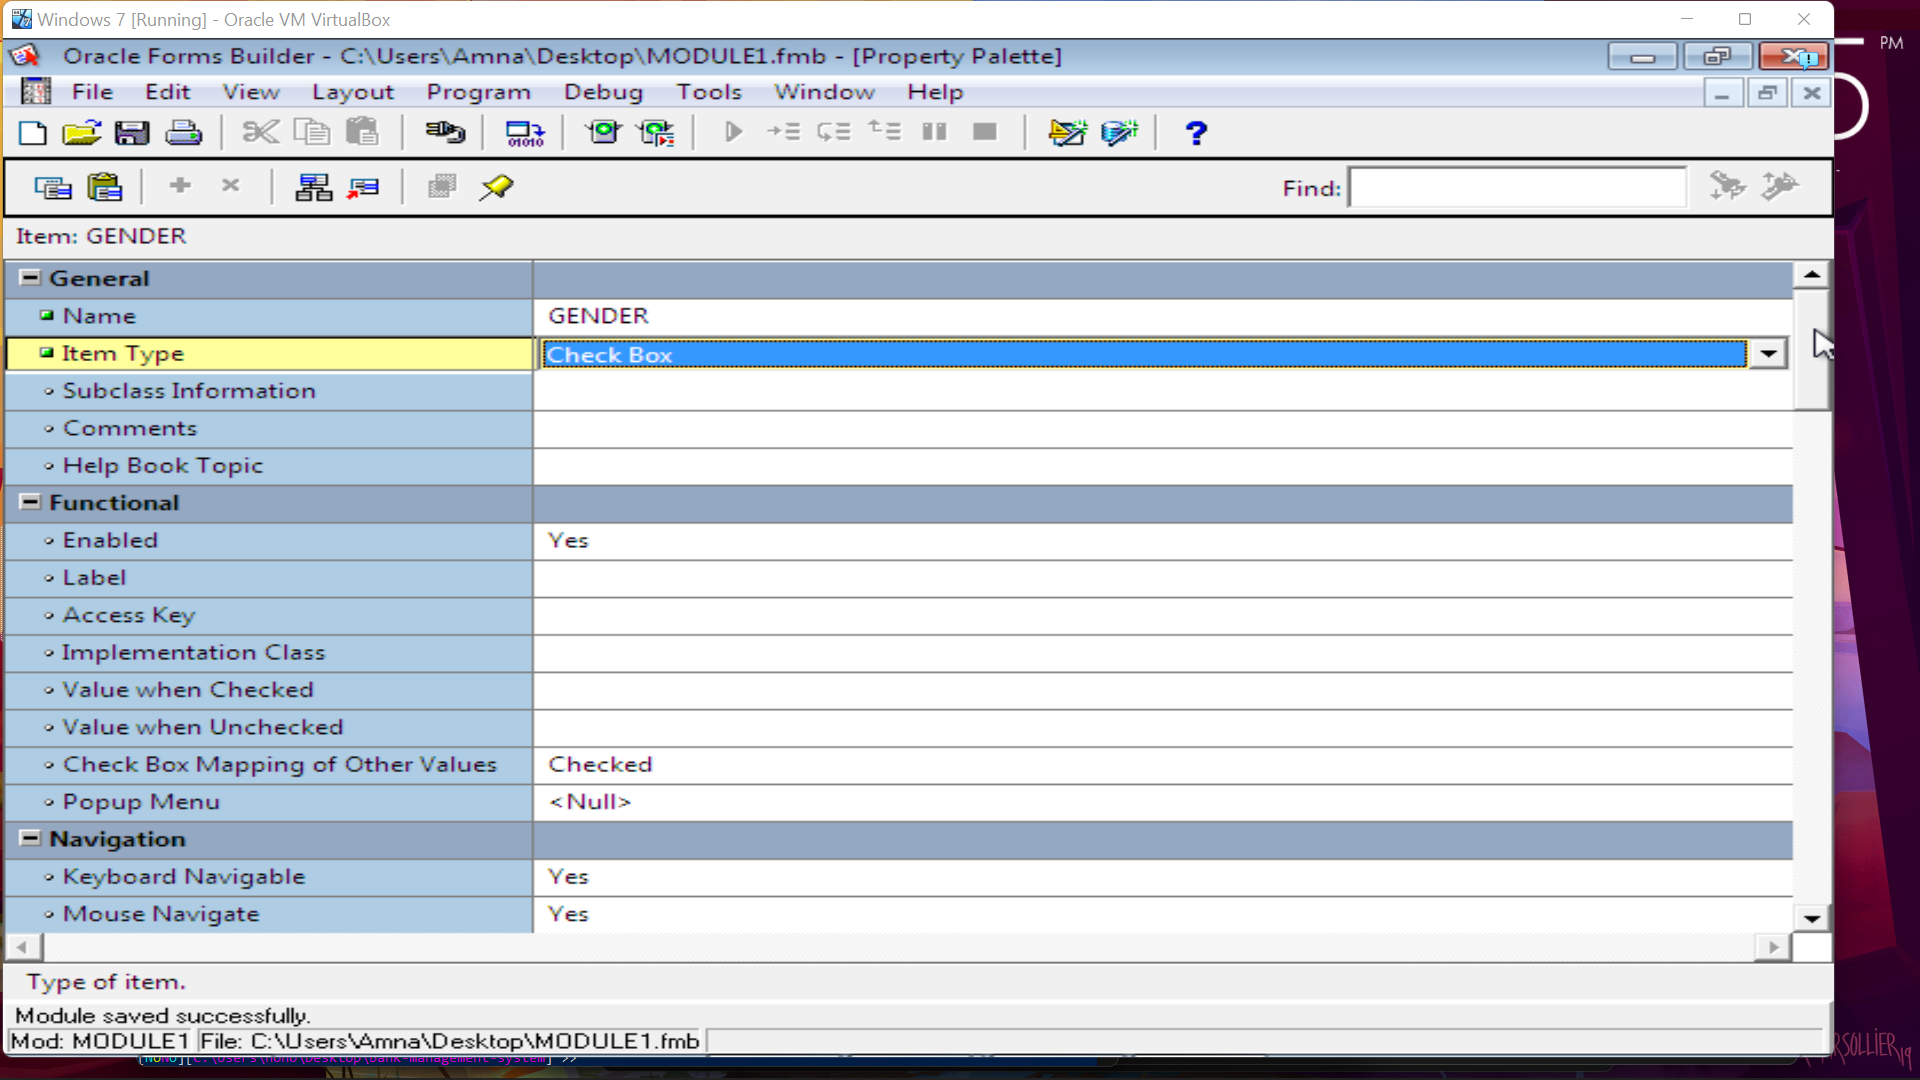 Windows 7 [Running] - Oracle VM VirtualBox
PM
Oracle Forms Builder - C:\Users\Amna\Desktop\MODULE1.fmb - [Property Palette]
File Edit View Layout Program Debug Tools Window Help
01010
Find:
Item: GENDER
General
Name GENDER
Item Type Check Box
Subclass Information
Comments
Help Book Topic
Functional
Enabled Yes
Label
Access Key
Implementation Class
Value when Checked
Value when Unchecked
Check Box Mapping of Other Values Checked
Popup Menu <Null>
Navigation
Keyboard Navigable Yes
Mouse Navigate Yes
Type of item.
Module saved successfully.
Mod: MODULE1 File: C:\Users\Amna\Desktop\MODULE1.fmb